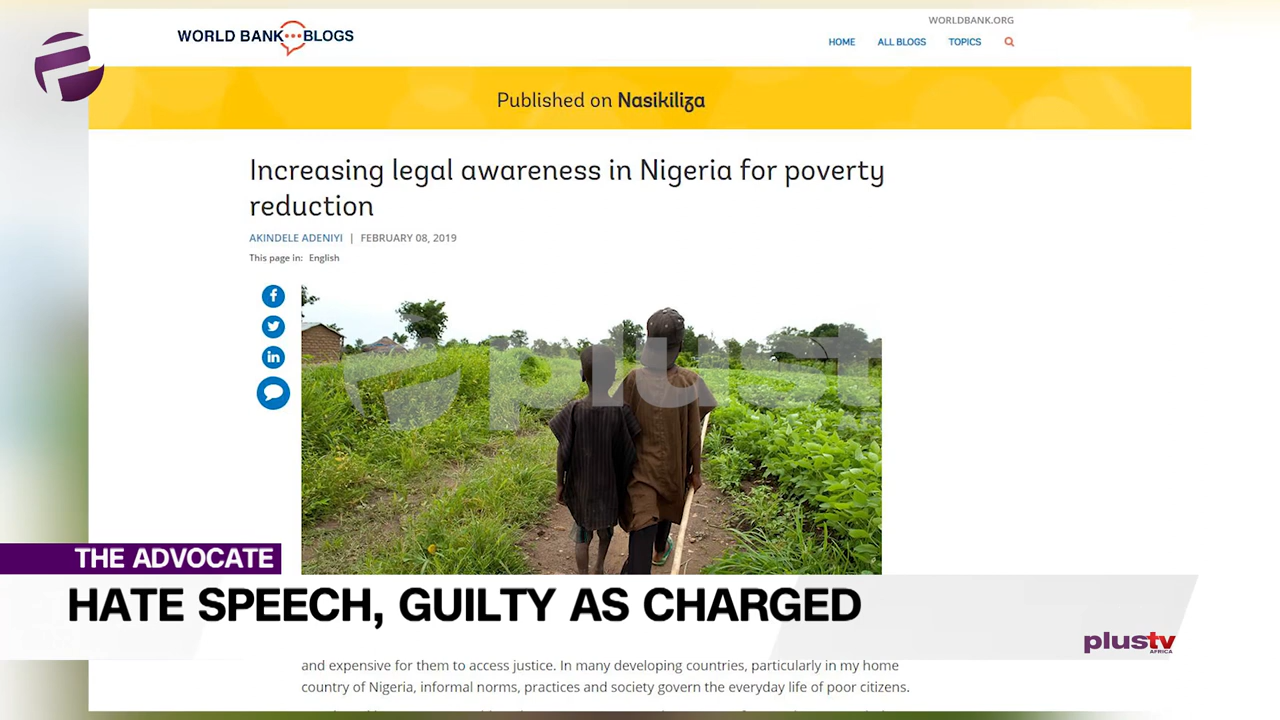 WORLDBANK.ORG
WORLD BANK BLOGS
HOME ALL BLOGS TOPICS
Published on Nasikiliza
Increasing legal awareness in Nigeria for poverty
reduction
AKINDELE ADENIYI | FEBRUARY 08, 2019
This page in: English
plust
THE ADVOCATE
HATE SPEECH, GUILTY AS CHARGED
plustv
AFRICA
and expensive for them to access justice. In many developing countries, particularly in my home
country of Nigeria, informal norms, practices and society govern the everyday life of poor citizens.